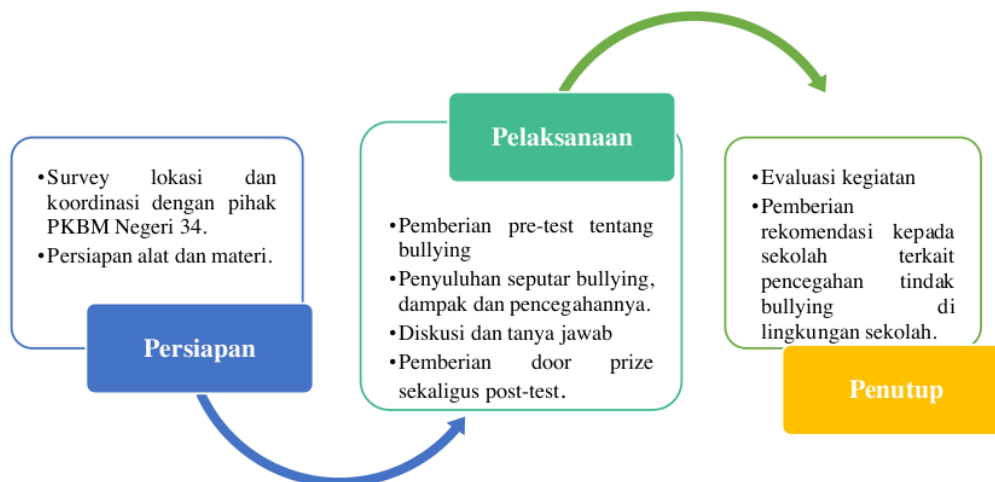 •Survey lokasi dan
koordinasi dengan pihak
PKBM Negeri 34.
•Persiapan alat dan materi.
Persiapan
Pelaksanaan
•Pemberian pre-test tentang
bullying
•Penyuluhan seputar bullying,
dampak dan pencegahannya.
•Diskusi dan tanya jawab
•Pemberian door prize
sekaligus post-test.
•Evaluasi kegiatan
•Pemberian
rekomendasi kepada
sekolah terkait
pencegahan tindak
bullying di
lingkungan sekolah.
Penutup